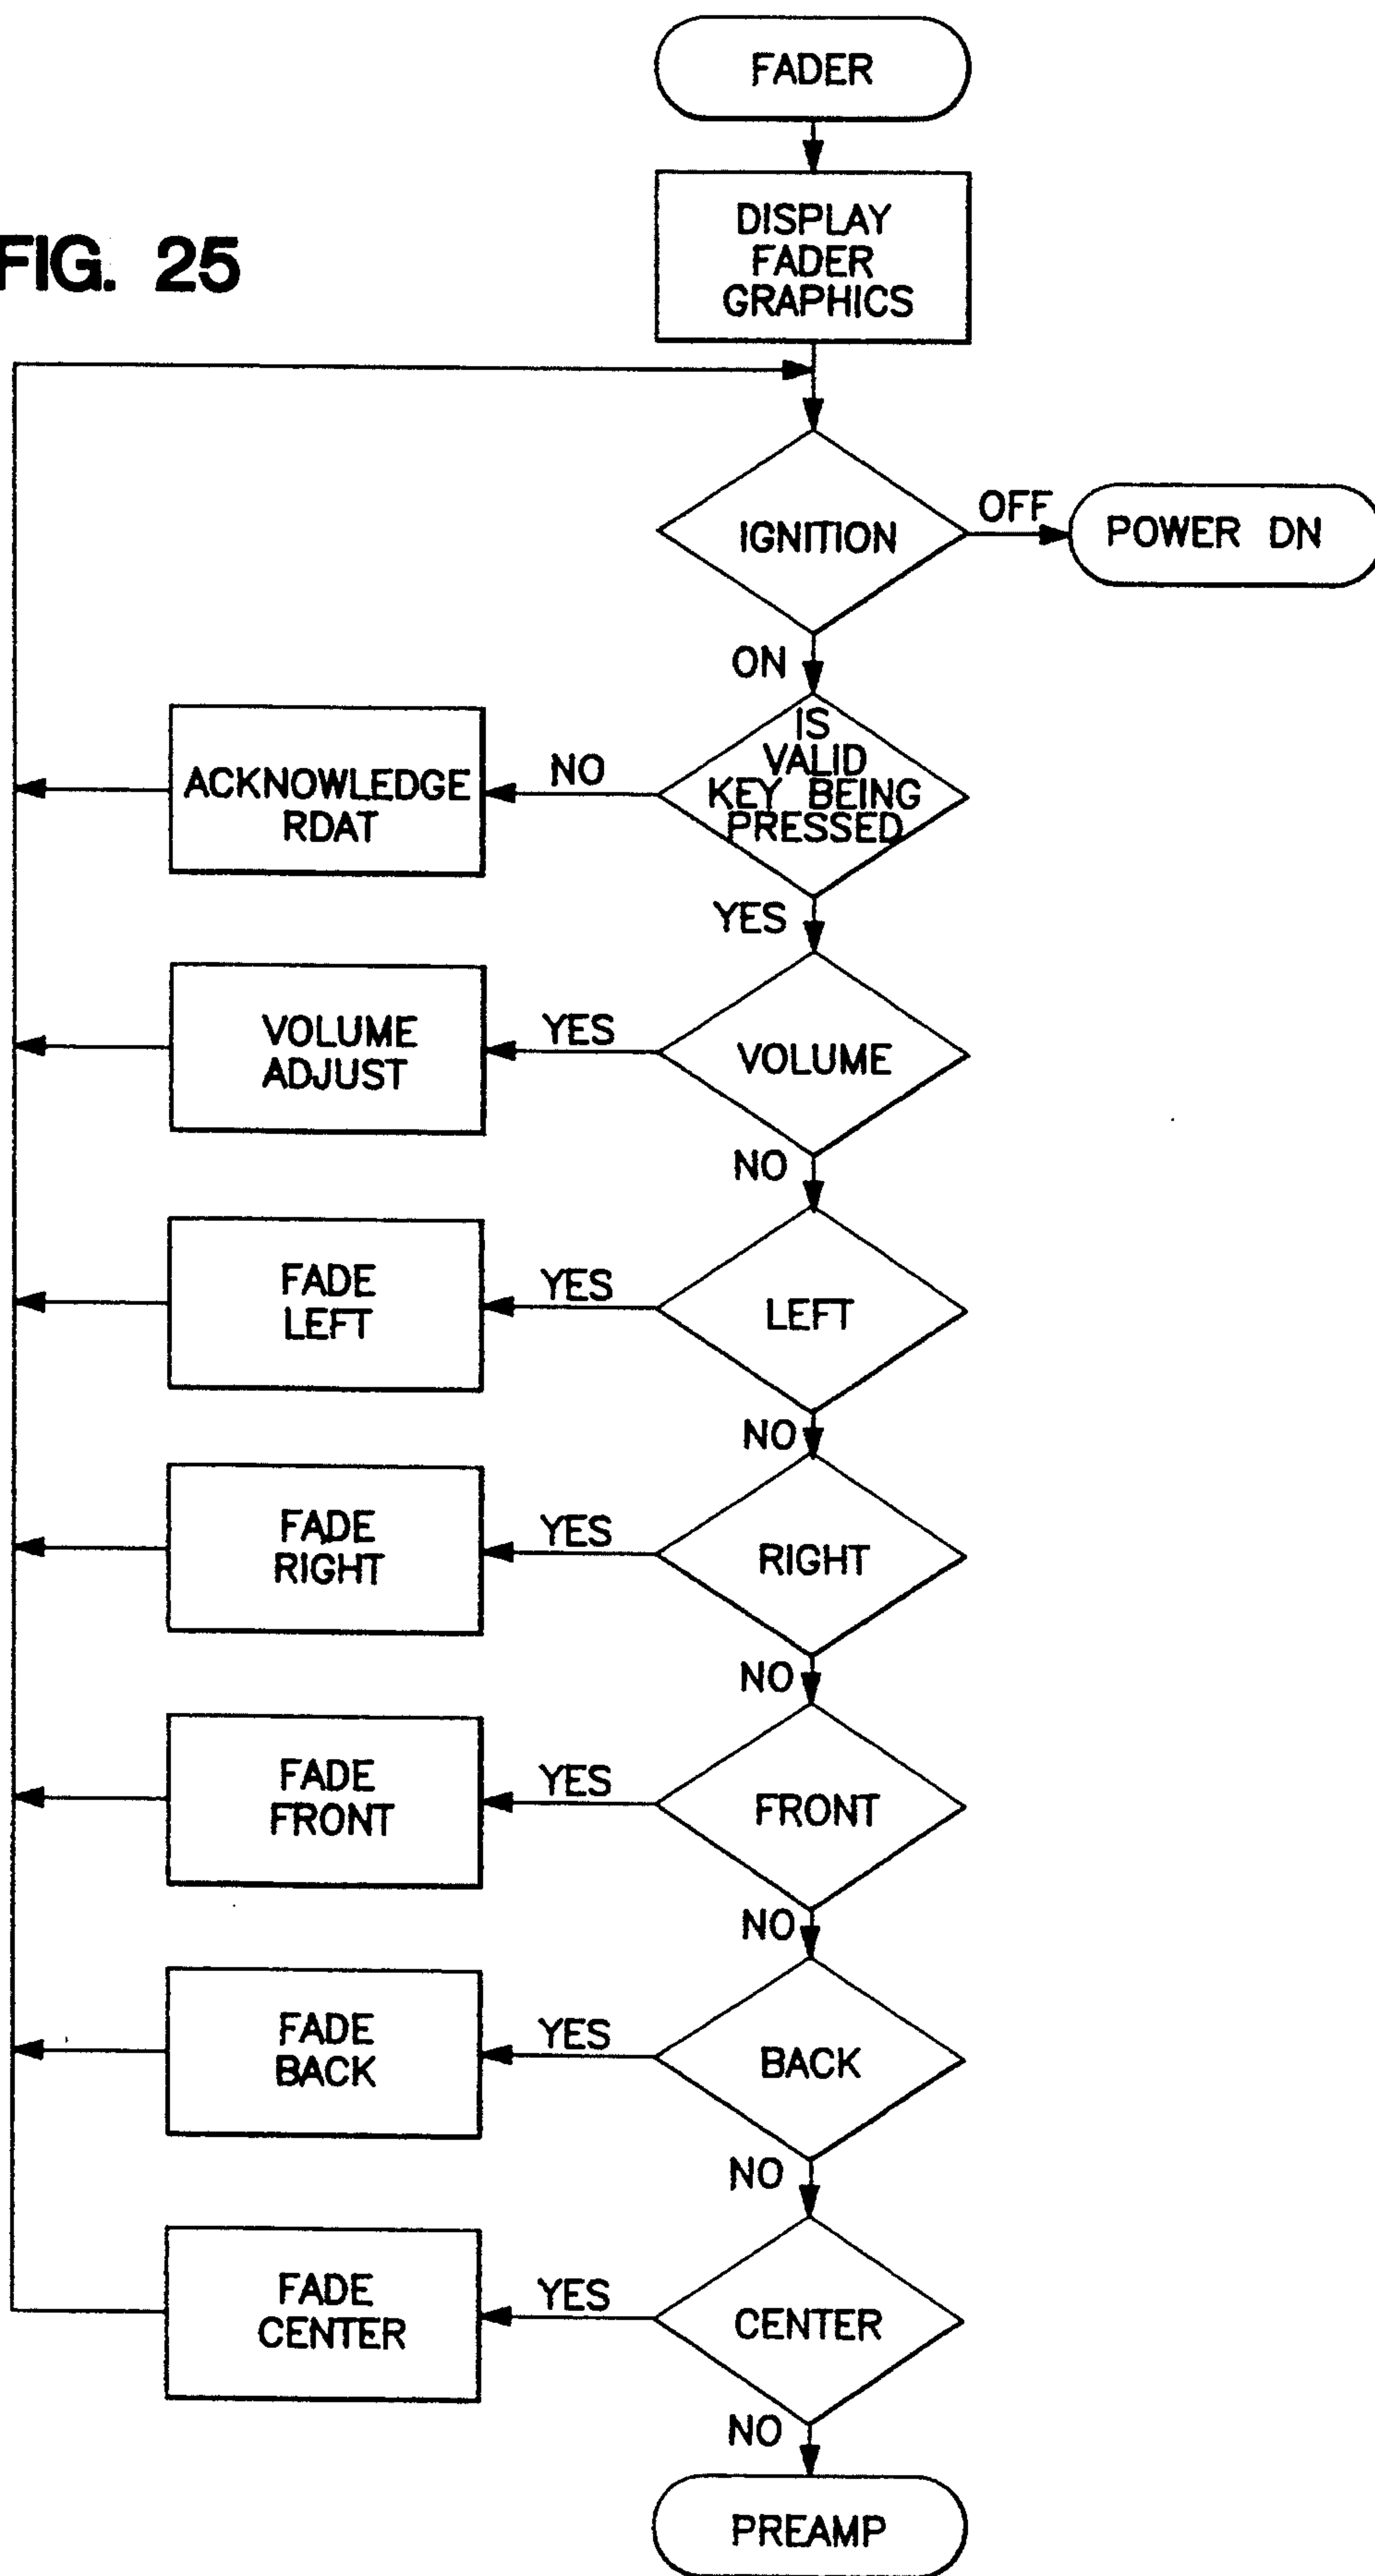 FADER
DISPLAY
FADER
GRAPHICS
FIG. 25
IGNITION
OFF
POWER DN
ON
IS
VALID
KEY BEING
PRESSED
NO
ACKNOWLEDGE
RDAT
YES
VOLUME
YES
VOLUME
ADJUST
NO
LEFT
YES
FADE
LEFT
NO
RIGHT
YES
FADE
RIGHT
NO
FRONT
YES
FADE
FRONT
NO
BACK
YES
FADE
BACK
NO
CENTER
YES
FADE
CENTER
NO
PREAMP